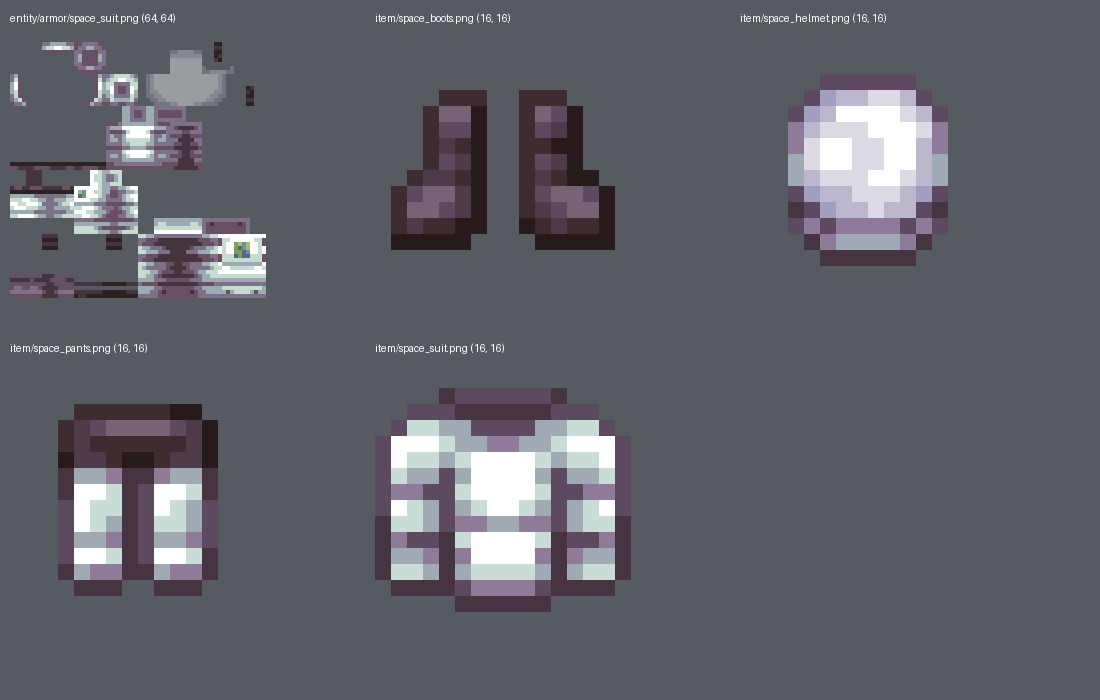 entity/armor/space_suit.png (64, 64)
item/space_boots.png (16, 16)
item/space_helmet.png (16, 16)
item/space_pants.png (16, 16)
item/space_suit.png (16, 16)